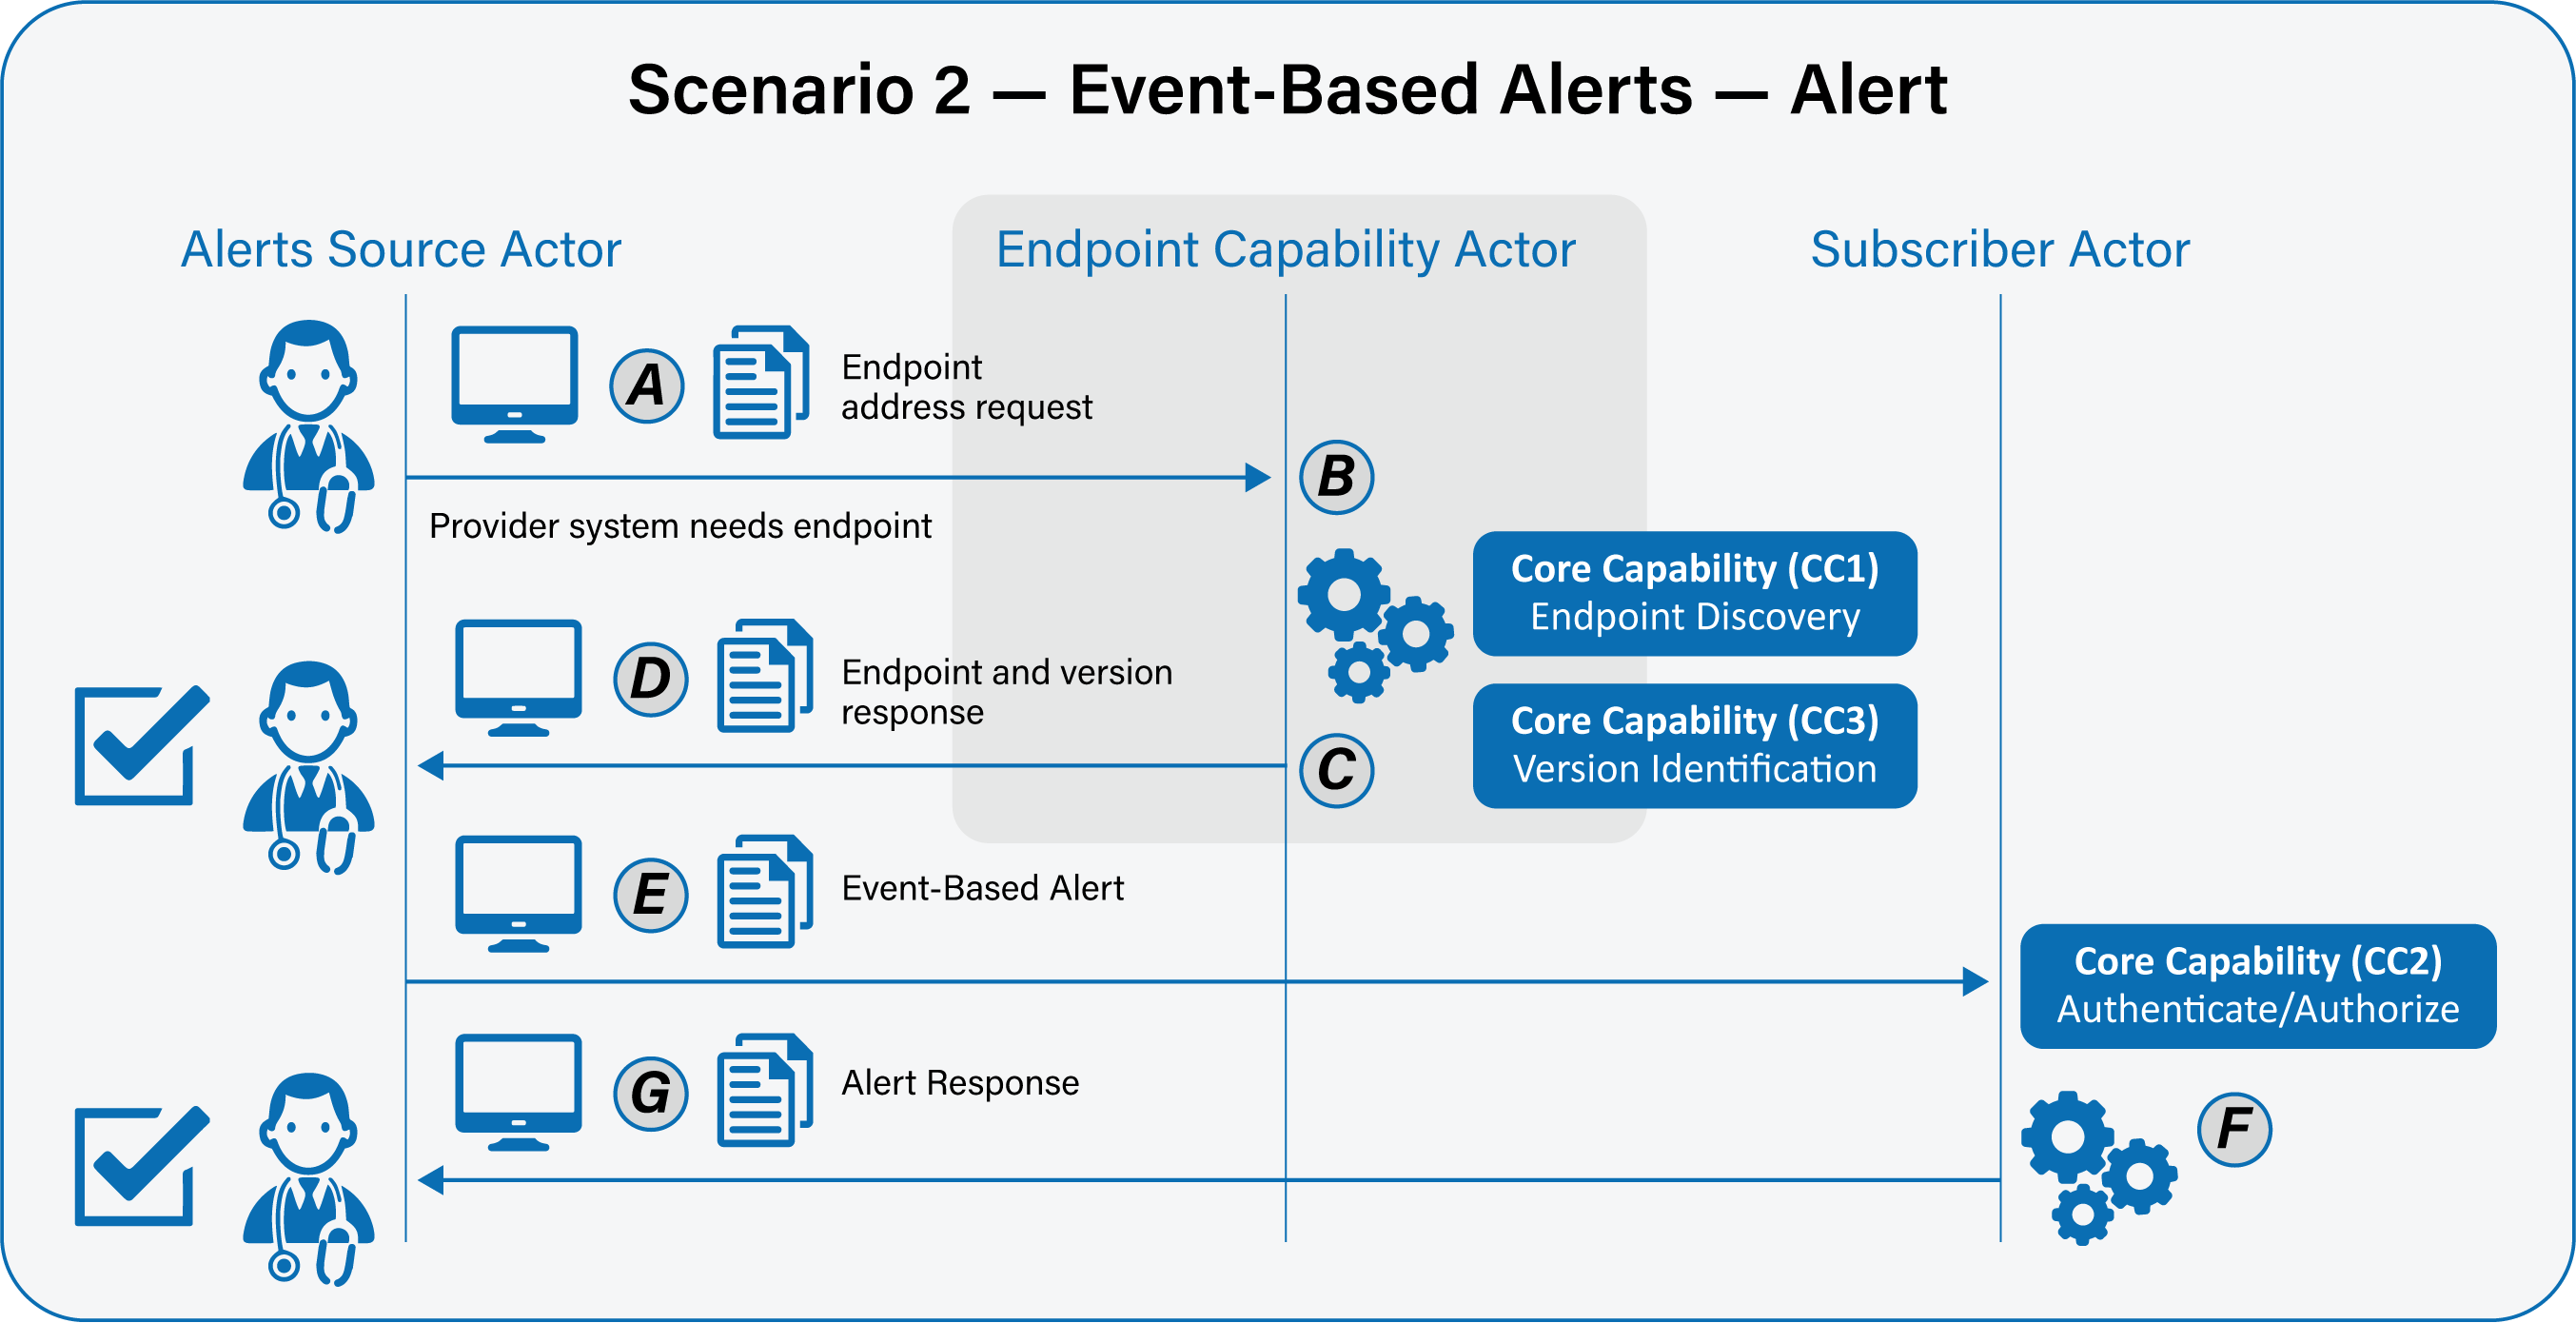 Scenario 2 — Event-Based Alerts — Alert
Alerts Source Actor
Endpoint Capability Actor
Subscriber Actor
A
Endpoint
address request
B
Provider system needs endpoint
Core Capability (CC1)
Endpoint Discovery
D
Endpoint and version
response
Core Capability (CC3)
Version Identification
C
E
Event-Based Alert
Core Capability (CC2)
Authenticate/Authorize
G
Alert Response
F